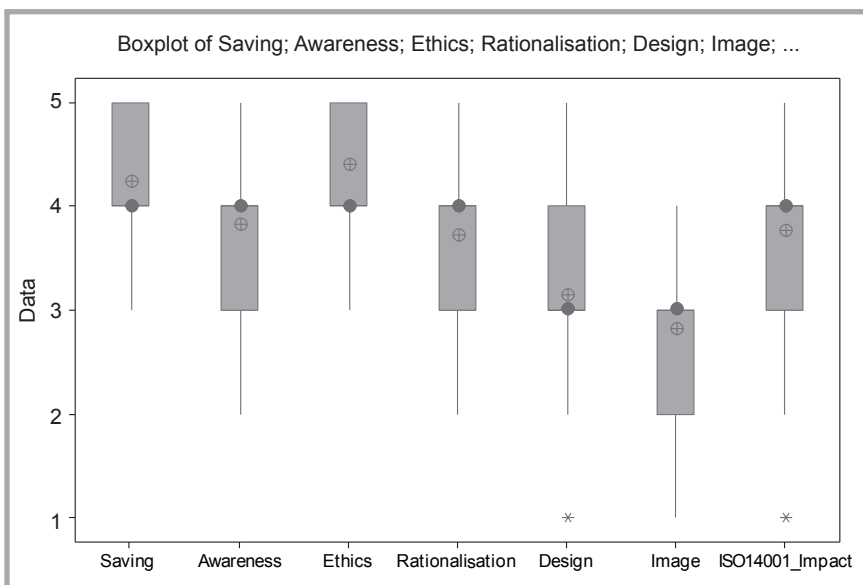 Boxplot of Saving; Awareness; Ethics; Rationalisation; Design; Image; ...
Data
5
4
3
2
1
Saving Awareness Ethics Rationalisation Design Image ISO14001_Impact